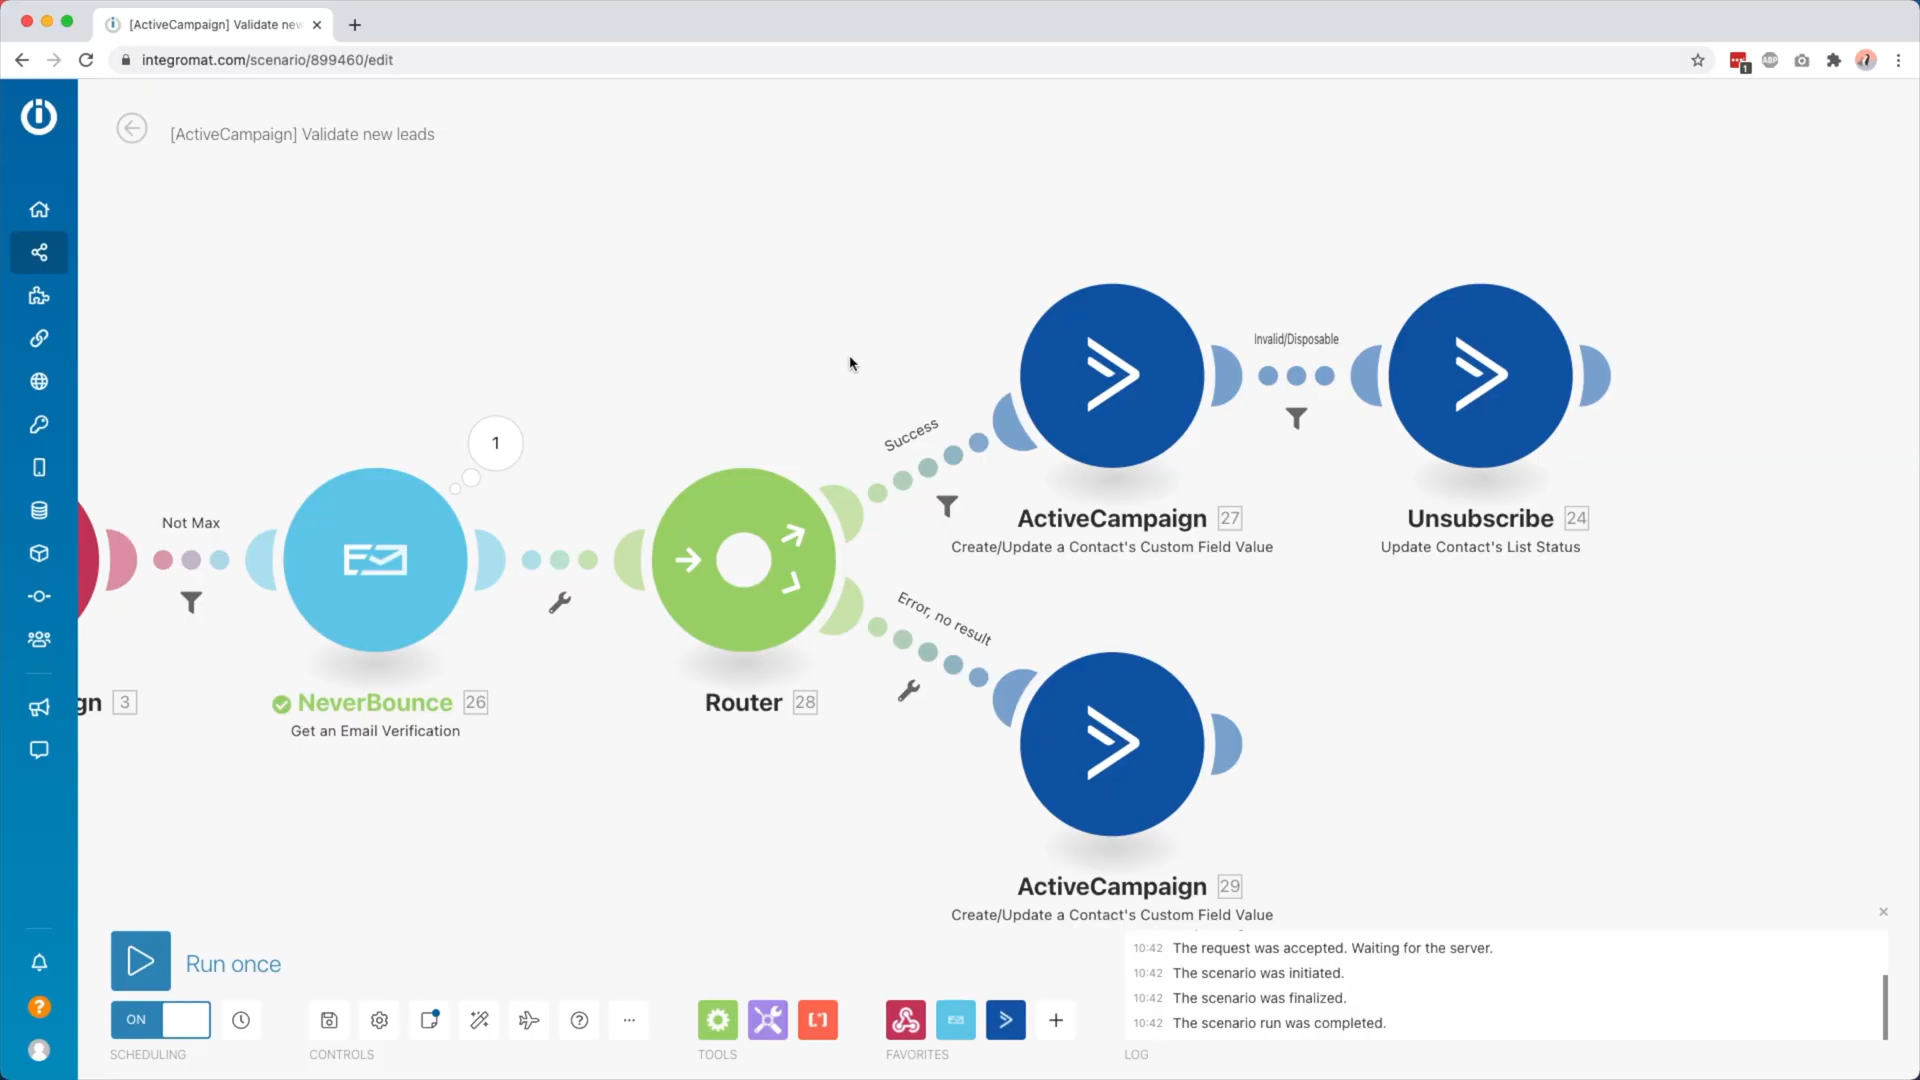 [ActiveCampaign] Validate new
integromat.com/scenario/899460/edit
1
ABP
[ActiveCampaign] Validate new leads
Invalid/Disposable
1
Success
ActiveCampaign 27
Create/Update a Contact's Custom Field Value
Unsubscribe 24
Update Contact's List Status
Not Max
Error, no result
gn 3
NeverBounce 26
Get an Email Verification
Router 28
ActiveCampaign 29
Create/Update a Contact's Custom Field Value
Run once
10:42 The request was accepted. Waiting for the server.
10:42 The scenario was initiated.
10:42 The scenario was finalized.
10:42 The scenario run was completed.
ON
SCHEDULING
CONTROLS
TOOLS
FAVORITES
LOG